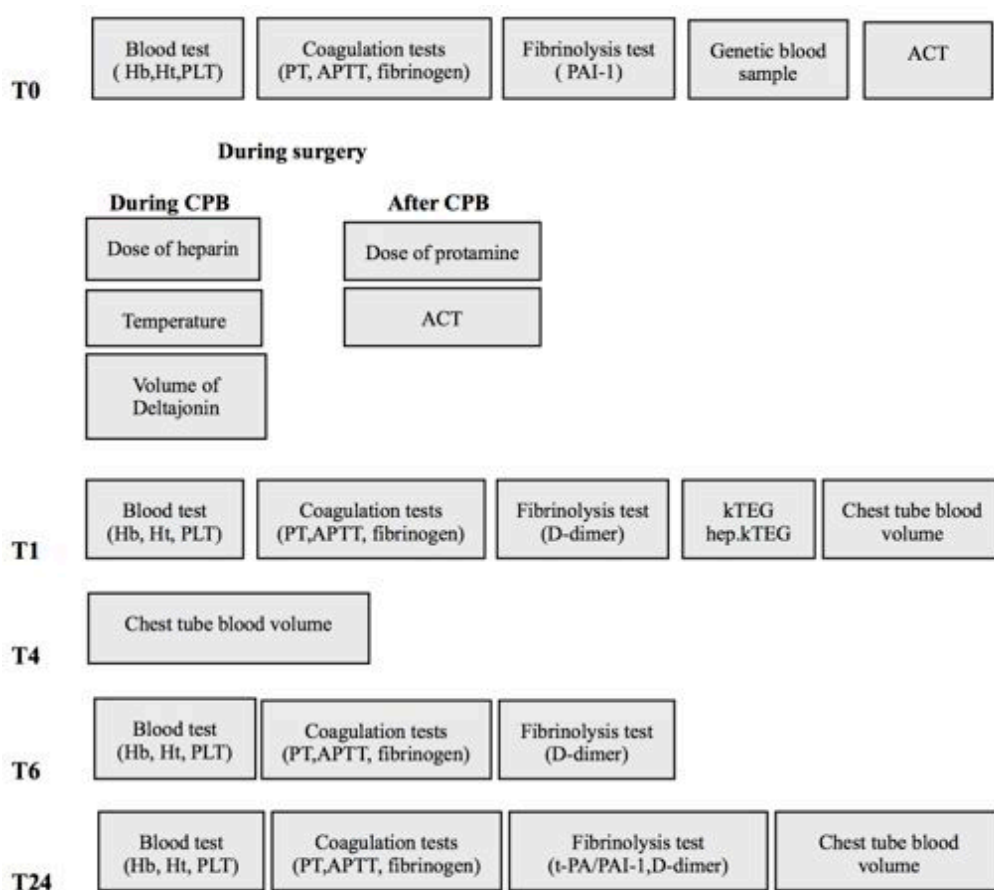 T0
Blood test
( Hb,Ht,PLT)
Coagulation tests
(PT, APTT, fibrinogen)
Fibrinolysis test
( PAI-1)
Genetic blood
sample
ACT
During surgery
During CPB
After CPB
Dose of heparin
Dose of protamine
Temperature
ACT
Volume of
Deltajonin
T1
Blood test
(Hb, Ht, PLT)
Coagulation tests
(PT,APTT, fibrinogen)
Fibrinolysis test
(D-dimer)
kTEG
hep.kTEG
Chest tube blood
volume
T4
Chest tube blood volume
T6
Blood test
(Hb, Ht, PLT)
Coagulation tests
(PT,APTT, fibrinogen)
Fibrinolysis test
(D-dimer)
T24
Blood test
(Hb, Ht, PLT)
Coagulation tests
(PT,APTT, fibrinogen)
Fibrinolysis test
(t-PA/PAI-1,D-dimer)
Chest tube blood
volume